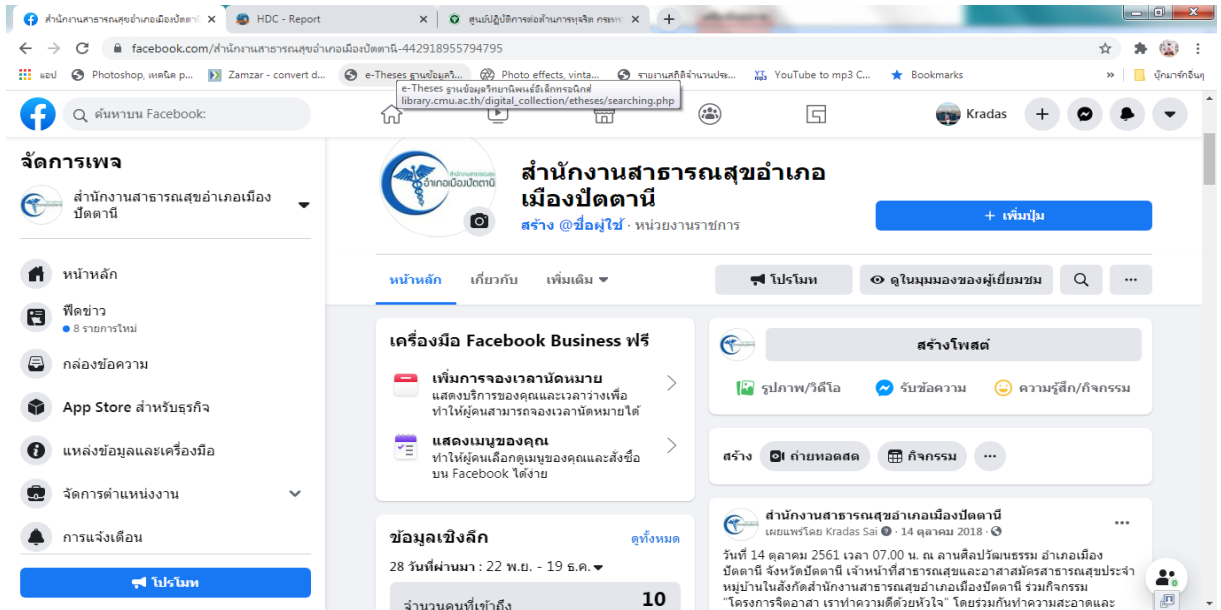 สำนักงานสาธารณสุขอำเภอเมืองปัตตานี
HDC - Report
ศูนย์ปฏิบัติการต่อต้านการทุจริต กระทร
facebook.com/สำนักงานสาธารณสุขอำเภอเมืองปัตตานี-442918955794795
แอป
Photoshop, เทคนิค p...
Zamzar - convert d...
e-Theses ฐานข้อมูลวิ...
Photo effects, vinta...
รายงานสถิติจำนวนประ...
YouTube to mp3 C...
Bookmarks
»
บุ๊กมาร์กอื่นๆ
e-Theses ฐานข้อมูลวิทยานิพนธ์อิเล็กทรอนิกส์
library.cmu.ac.th/digital_collection/etheses/searching.php
ค้นหาบน Facebook:
Kradas
จัดการเพจ
สำนักงานสาธารณสุขอำเภอเมือง
ปัตตานี
หน้าหลัก
ฟีดข่าว
8 รายการใหม่
กล่องข้อความ
App Store สำหรับธุรกิจ
แหล่งข้อมูลและเครื่องมือ
จัดการตำแหน่งงาน
การแจ้งเตือน
โปรโมท
อำเภอเมืองปัตตานี
สำนักงานสาธารณสุขอำเภอ
เมืองปัตตานี
สร้าง @ชื่อผู้ใช้ · หน่วยงานราชการ
+ เพิ่มปุ่ม
หน้าหลัก
เกี่ยวกับ
เพิ่มเติม
โปรโมท
ดูในมุมมองของผู้เยี่ยมชม
...
เครื่องมือ Facebook Business ฟรี
เพิ่มการจองเวลานัดหมาย
แสดงบริการของคุณและเวลาว่างเพื่อ
ทำให้ผู้คนสามารถจองเวลานัดหมายได้
แสดงเมนูของคุณ
ทำให้ผู้คนเลือกดูเมนูของคุณและสั่งซื้อ
บน Facebook ได้ง่าย
ข้อมูลเชิงลึก
ดูทั้งหมด
28 วันที่ผ่านมา : 22 พ.ย. - 19 ธ.ค.
จำนวนคนที่เข้าถึง
10
สร้างโพสต์
รูปภาพ/วิดีโอ
รับข้อความ
ความรู้สึก/กิจกรรม
สร้าง
ถ่ายทอดสด
กิจกรรม
...
สำนักงานสาธารณสุขอำเภอเมืองปัตตานี
...
เผยแพร่โดย Kradas Sai · 14 ตุลาคม 2018 ·
วันที่ 14 ตุลาคม 2561 เวลา 07.00 น. ณ ลานศิลปวัฒนธรรม อำเภอเมือง
ปัตตานี จังหวัดปัตตานี เจ้าหน้าที่สาธารณสุขและอาสาสมัครสาธารณสุขประจำ
หมู่บ้านในสังกัดสำนักงานสาธารณสุขอำเภอเมืองปัตตานี ร่วมกิจกรรม
"โครงการจิตอาสา เราทำความดีด้วยหัวใจ" โดยร่วมกันทำความสะอาดและ